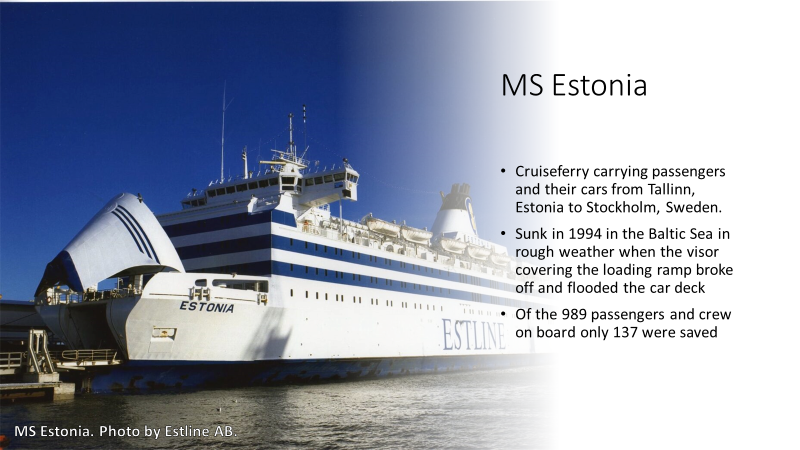 MS Estonia
• Cruiseferry carrying passengers
and their cars from Tallinn,
Estonia to Stockholm, Sweden.
• Sunk in 1994 in the Baltic Sea in
rough weather when the visor
covering the loading ramp broke
off and flooded the car deck
• Of the 989 passengers and crew
on board only 137 were saved
ESTONIA
ESTLINE
MS Estonia. Photo by Estline AB.